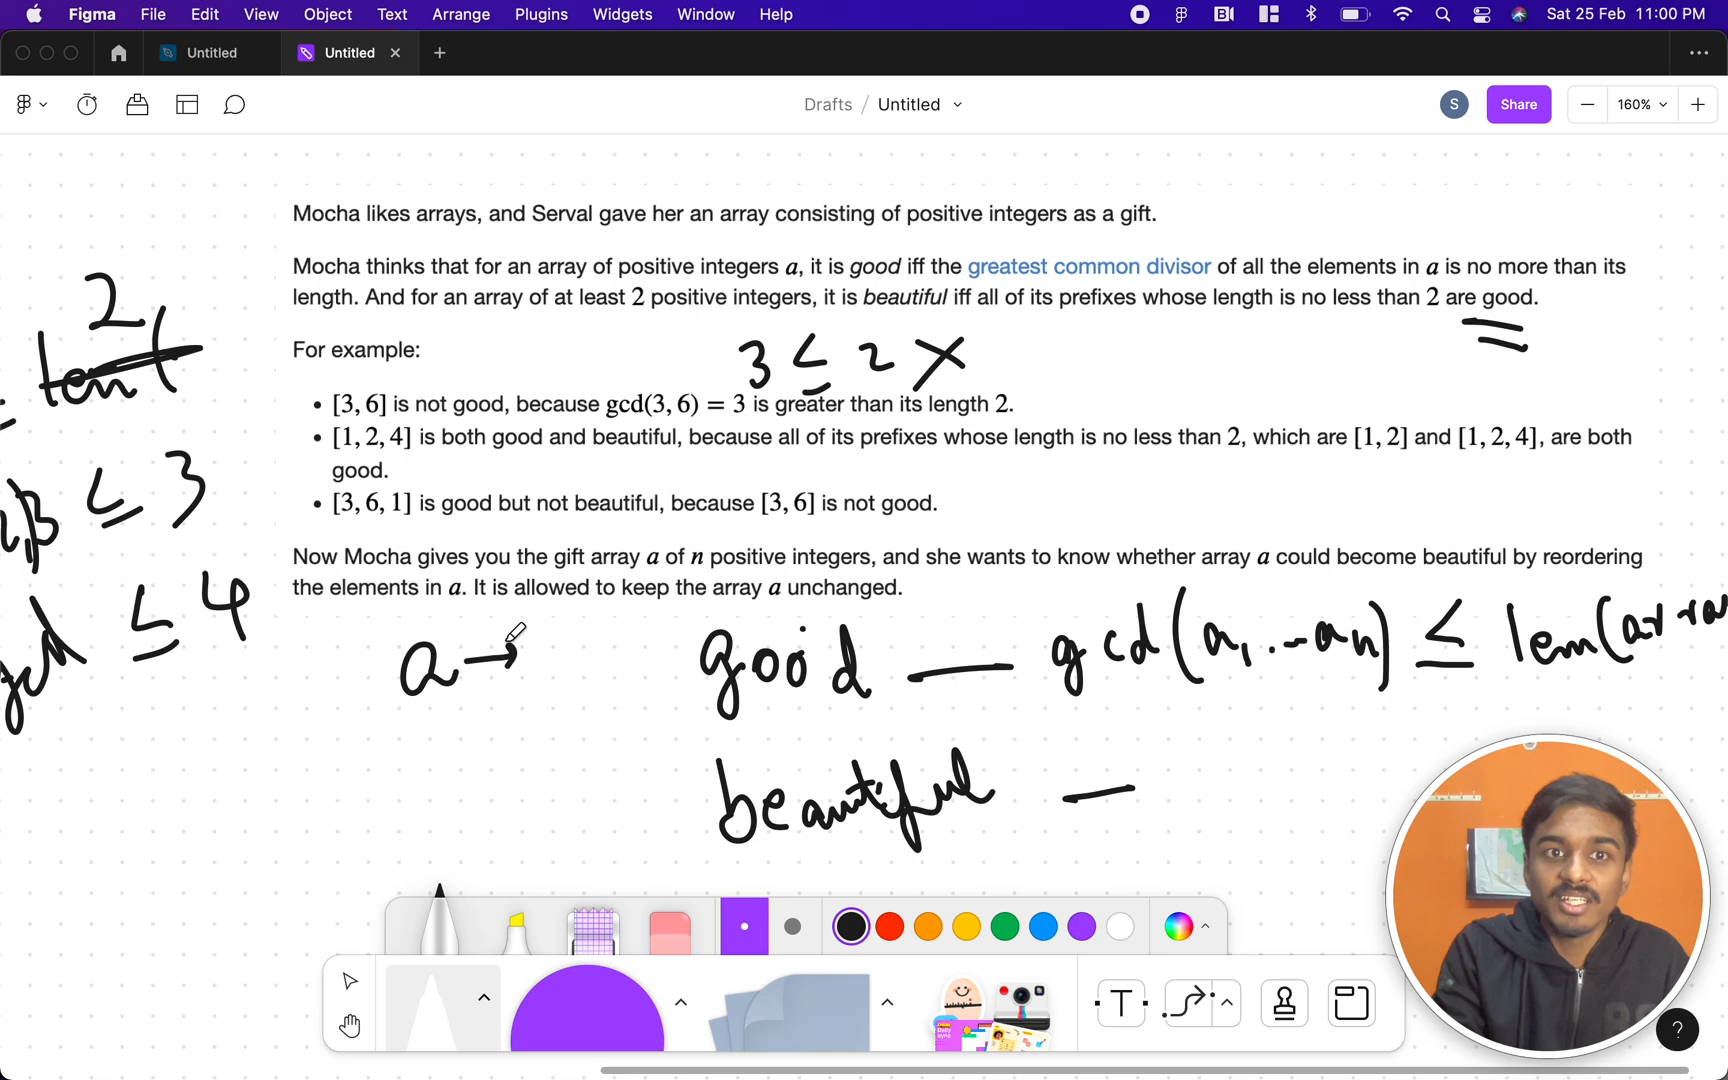 Figma File Edit View Object Text Arrange Plugins Widgets Window Help Sat 25 Feb 11:00 PM
Untitled Untitled
Drafts / Untitled S Share 160%
Mocha likes arrays, and Serval gave her an array consisting of positive integers as a gift.
Mocha thinks that for an array of positive integers a, it is good iff the greatest common divisor of all the elements in a is no more than its
length. And for an array of at least 2 positive integers, it is beautiful iff all of its prefixes whose length is no less than 2 are good.
2
len(
For example:
3 ≤ 2 X
• [3, 6] is not good, because gcd(3, 6) = 3 is greater than its length 2.
• [1, 2, 4] is both good and beautiful, because all of its prefixes whose length is no less than 2, which are [1, 2] and [1, 2, 4], are both
good.
• [3, 6, 1] is good but not beautiful, because [3, 6] is not good.
≤ 3
Now Mocha gives you the gift array a of n positive integers, and she wants to know whether array a could become beautiful by reordering
the elements in a. It is allowed to keep the array a unchanged.
gcd ≤ 4
a →
good — gcd(a, .. an) ≤ len(arra
beautiful —
T
?